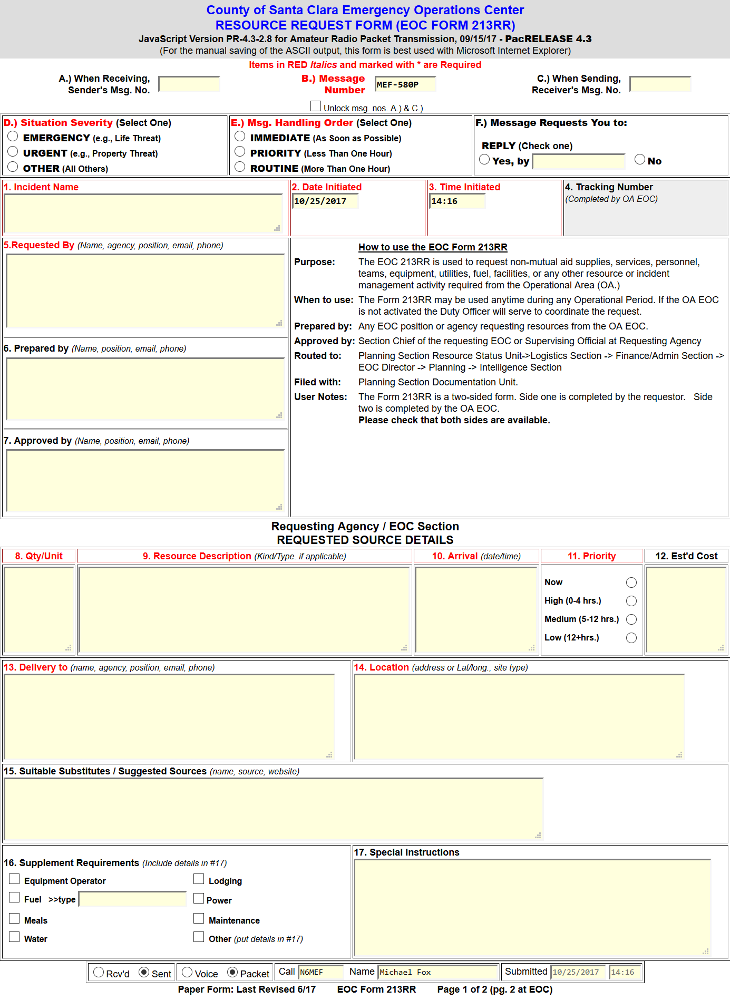 County of Santa Clara Emergency Operations Center
RESOURCE REQUEST FORM (EOC FORM 213RR)
JavaScript Version PR-4.3-2.8 for Amateur Radio Packet Transmission, 09/15/17 - PacRELEASE 4.3
(For the manual saving of the ASCII output, this form is best used with Microsoft Internet Explorer)
Items in RED Italics and marked with * are Required
A.) When Receiving, Sender's Msg. No.
B.) Message Number MEF-580P
C.) When Sending, Receiver's Msg. No.
Unlock msg. nos. A.) & C.)
D.) Situation Severity (Select One)
EMERGENCY (e.g., Life Threat)
URGENT (e.g., Property Threat)
OTHER (All Others)
E.) Msg. Handling Order (Select One)
IMMEDIATE (As Soon as Possible)
PRIORITY (Less Than One Hour)
ROUTINE (More Than One Hour)
F.) Message Requests You to:
REPLY (Check one)
Yes, by No
1. Incident Name
2. Date Initiated
10/25/2017
3. Time Initiated
14:16
4. Tracking Number
(Completed by OA EOC)
5.Requested By (Name, agency, position, email, phone)
6. Prepared by (Name, position, email, phone)
7. Approved by (Name, position, email, phone)
How to use the EOC Form 213RR
Purpose: The EOC 213RR is used to request non-mutual aid supplies, services, personnel,
teams, equipment, utilities, fuel, facilities, or any other resource or incident
management activity required from the Operational Area (OA.)
When to use: The Form 213RR may be used anytime during any Operational Period. If the OA EOC
is not activated the Duty Officer will serve to coordinate the request.
Prepared by: Any EOC position or agency requesting resources from the OA EOC.
Approved by: Section Chief of the requesting EOC or Supervising Official at Requesting Agency
Routed to: Planning Section Resource Status Unit->Logistics Section -> Finance/Admin Section ->
EOC Director -> Planning -> Intelligence Section
Filed with: Planning Section Documentation Unit.
User Notes: The Form 213RR is a two-sided form. Side one is completed by the requestor. Side
two is completed by the OA EOC.
Please check that both sides are available.
Requesting Agency / EOC Section
REQUESTED SOURCE DETAILS
8. Qty/Unit
9. Resource Description (Kind/Type. if applicable)
10. Arrival (date/time)
11. Priority
12. Est'd Cost
Now
High (0-4 hrs.)
Medium (5-12 hrs.)
Low (12+hrs.)
13. Delivery to (name, agency, position, email, phone)
14. Location (address or Lat/long., site type)
15. Suitable Substitutes / Suggested Sources (name, source, website)
16. Supplement Requirements (Include details in #17)
Equipment Operator
Lodging
Fuel >>type
Power
Meals
Maintenance
Water
Other (put details in #17)
17. Special Instructions
Rcv'd Sent Voice Packet Call N6MEF Name Michael Fox Submitted 10/25/2017 14:16
Paper Form: Last Revised 6/17 EOC Form 213RR Page 1 of 2 (pg. 2 at EOC)